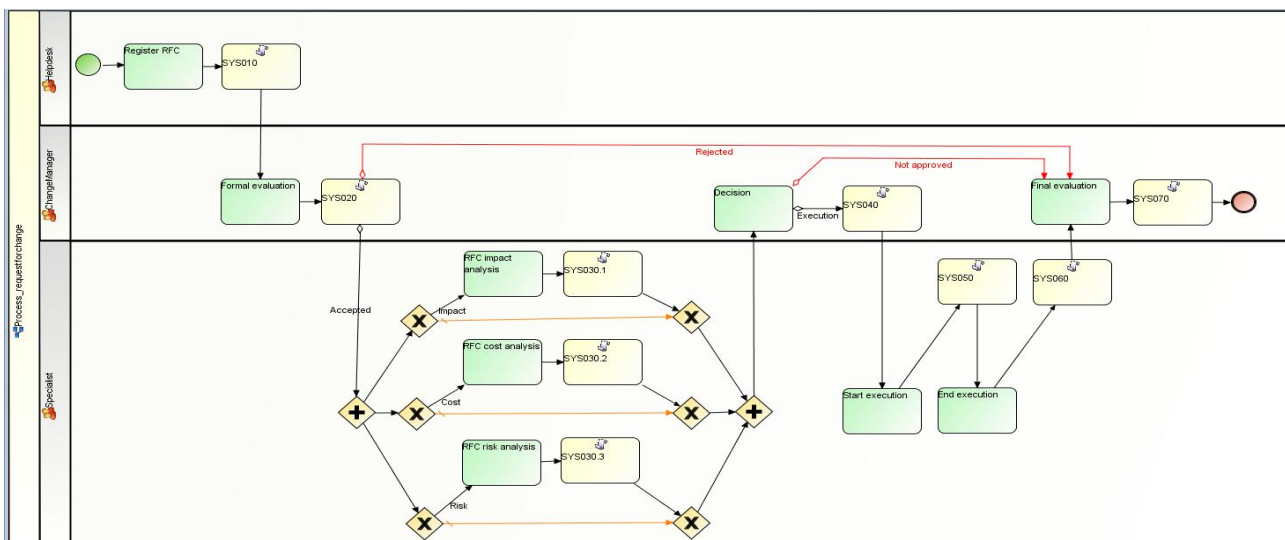 Process_requestforchange
Helpdesk
Register RFC
SYS010
ChangeManager
Rejected
Not approved
Formal evaluation
SYS020
Decision
Execution
SYS040
Final evaluation
SYS070
Specialist
Accepted
RFC impact
analysis
SYS030.1
Impact
RFC cost analysis
SYS030.2
Cost
RFC risk analysis
SYS030.3
Risk
SYS050
SYS060
Start execution
End execution